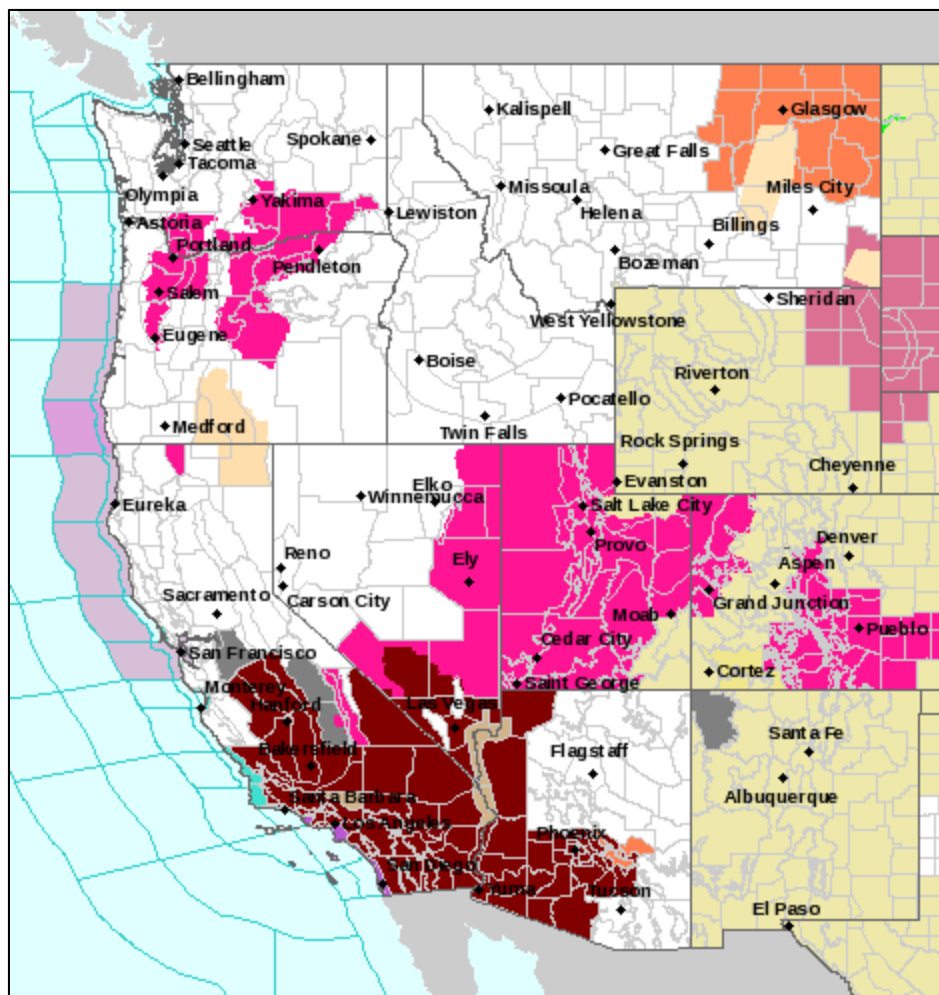 Bellingham
Kalispell
Glasgow
Seattle
Spokane
Great Falls
Tacoma
Olympia
Missoula
Miles City
Yakima
Helena
Astoria
Lewiston
Billings
Portland
Pendleton
Bozeman
Salem
Sheridan
West Yellowstone
Eugene
Boise
Riverton
Pocatello
Medford
Twin Falls
Rock Springs
Cheyenne
Elko
Evanston
Winnemucca
Eureka
Salt Lake City
Provo
Denver
Reno
Ely
Aspen
Sacramento
Carson City
Grand Junction
Moab
Pueblo
Cedar City
San Francisco
Cortez
Saint George
Monterey
Las Vegas
Hanford
Santa Fe
Bakersfield
Flagstaff
Albuquerque
Santa Barbara
Los Angeles
Phoenix
San Diego
Yuma
Tucson
El Paso